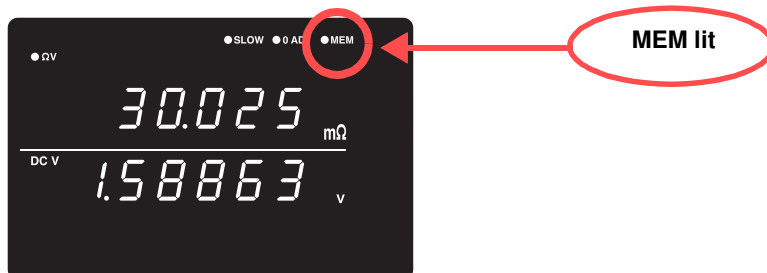 ●SLOW ●0 AD ●MEM
●ΩV
30.025 mΩ
DC V
1.58863 V
MEM lit